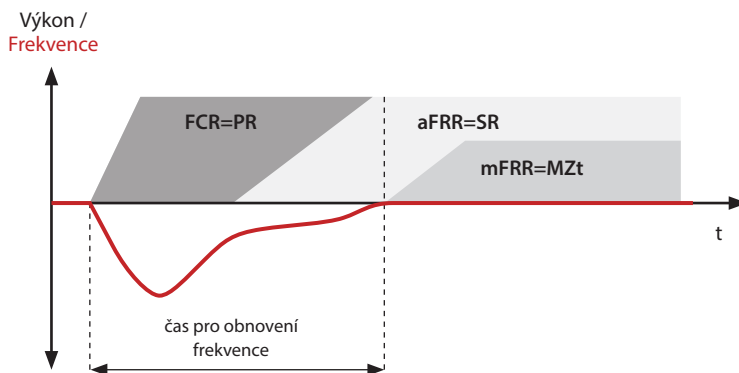 Výkon /
Frekvence
FCR=PR
aFRR=SR
mFRR=MZt
t
čas pro obnovení
frekvence